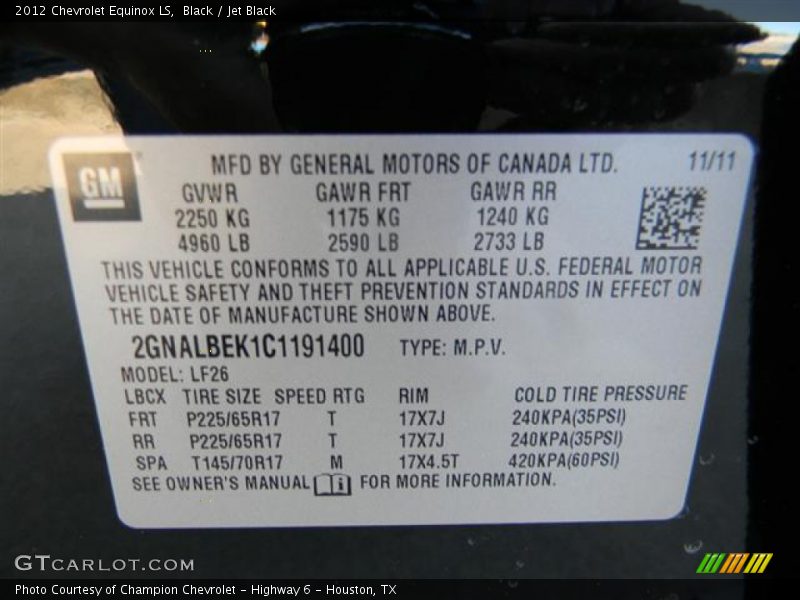 2012 Chevrolet Equinox LS, Black / Jet Black
GM
MFD BY GENERAL MOTORS OF CANADA LTD. 11/11
GVWR GAWR FRT GAWR RR
2250 KG 1175 KG 1240 KG
4960 LB 2590 LB 2733 LB
THIS VEHICLE CONFORMS TO ALL APPLICABLE U.S. FEDERAL MOTOR
VEHICLE SAFETY AND THEFT PREVENTION STANDARDS IN EFFECT ON
THE DATE OF MANUFACTURE SHOWN ABOVE.
2GNALBEK1C1191400 TYPE: M.P.V.
MODEL: LF26
LBCX TIRE SIZE SPEED RTG RIM COLD TIRE PRESSURE
FRT P225/65R17 T 17X7J 240KPA(35PSI)
RR P225/65R17 T 17X7J 240KPA(35PSI)
SPA T145/70R17 M 17X4.5T 420KPA(60PSI)
SEE OWNER'S MANUAL i FOR MORE INFORMATION.
GTCARLOT.COM
Photo Courtesy of Champion Chevrolet - Highway 6 - Houston, TX